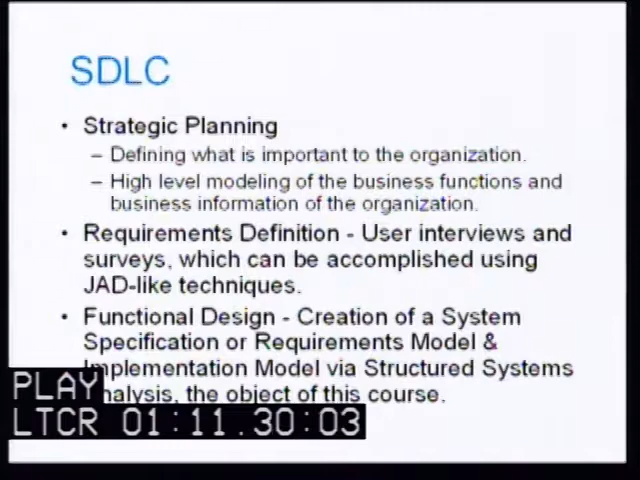 SDLC
• Strategic Planning
– Defining what is important to the organization.
– High level modeling of the business functions and
business information of the organization.
• Requirements Definition - User interviews and
surveys, which can be accomplished using
JAD-like techniques.
• Functional Design - Creation of a System
Specification or Requirements Model &
Implementation Model via Structured Systems
Analysis, the object of this course.
PLAY
LTCR 01:11.30:03